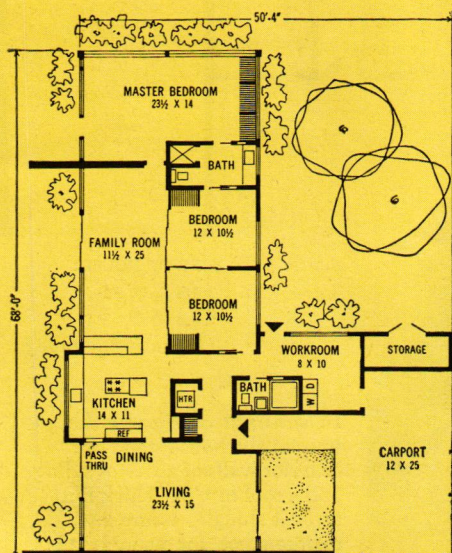 50'-4"
68'-0"
MASTER BEDROOM
23½ X 14
BATH
BEDROOM
12 X 10½
FAMILY ROOM
11½ X 25
BEDROOM
12 X 10½
WORKROOM
8 X 10
STORAGE
BATH
W D
KITCHEN
14 X 11
HTR
REF
PASS
THRU
DINING
CARPORT
12 X 25
LIVING
23½ X 15